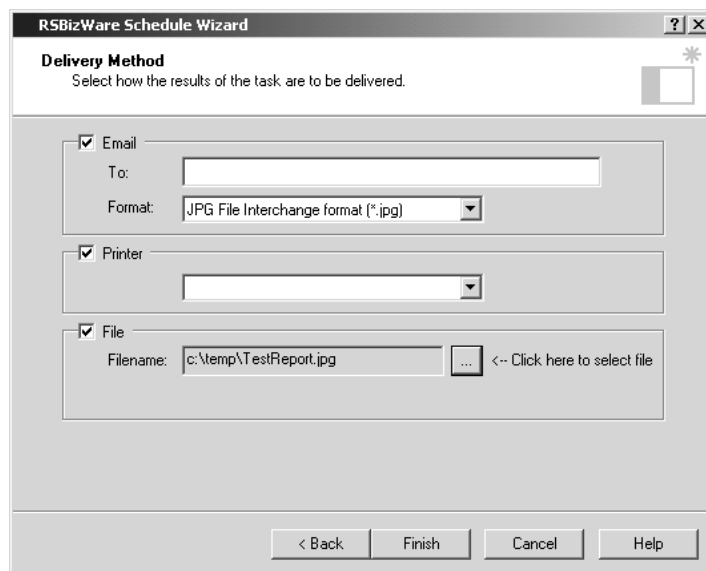 RSBizWare Schedule Wizard
Delivery Method
Select how the results of the task are to be delivered.
Email
To:
Format: JPG File Interchange format (*.jpg)
Printer
File
Filename: c:\temp\TestReport.jpg ... <-- Click here to select file
< Back Finish Cancel Help